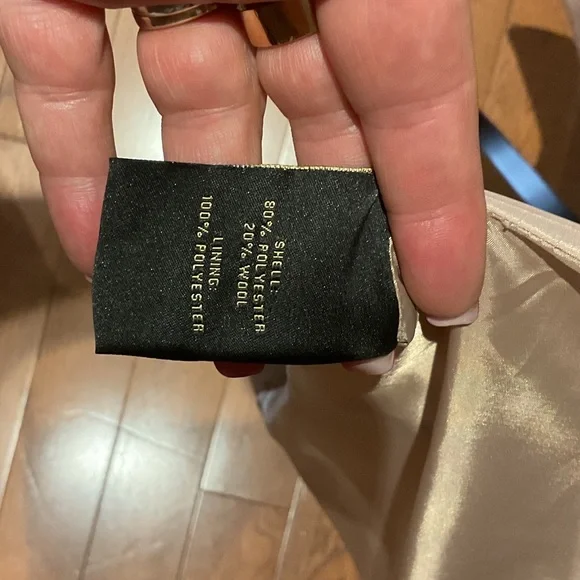 SHELL:
80% POLYESTER
20% WOOL
LINING:
100% POLYESTER